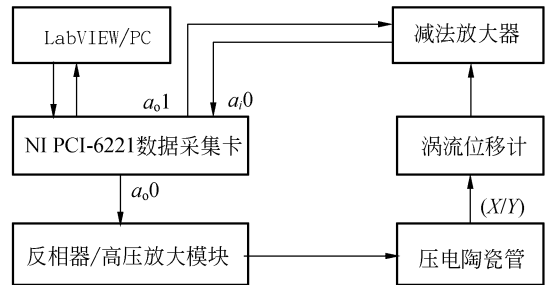 LabVIEW/PC
减法放大器
aₒ1
aᵢ0
NI PCI-6221数据采集卡
涡流位移计
aₒ0
(X/Y)
反相器/高压放大模块
压电陶瓷管